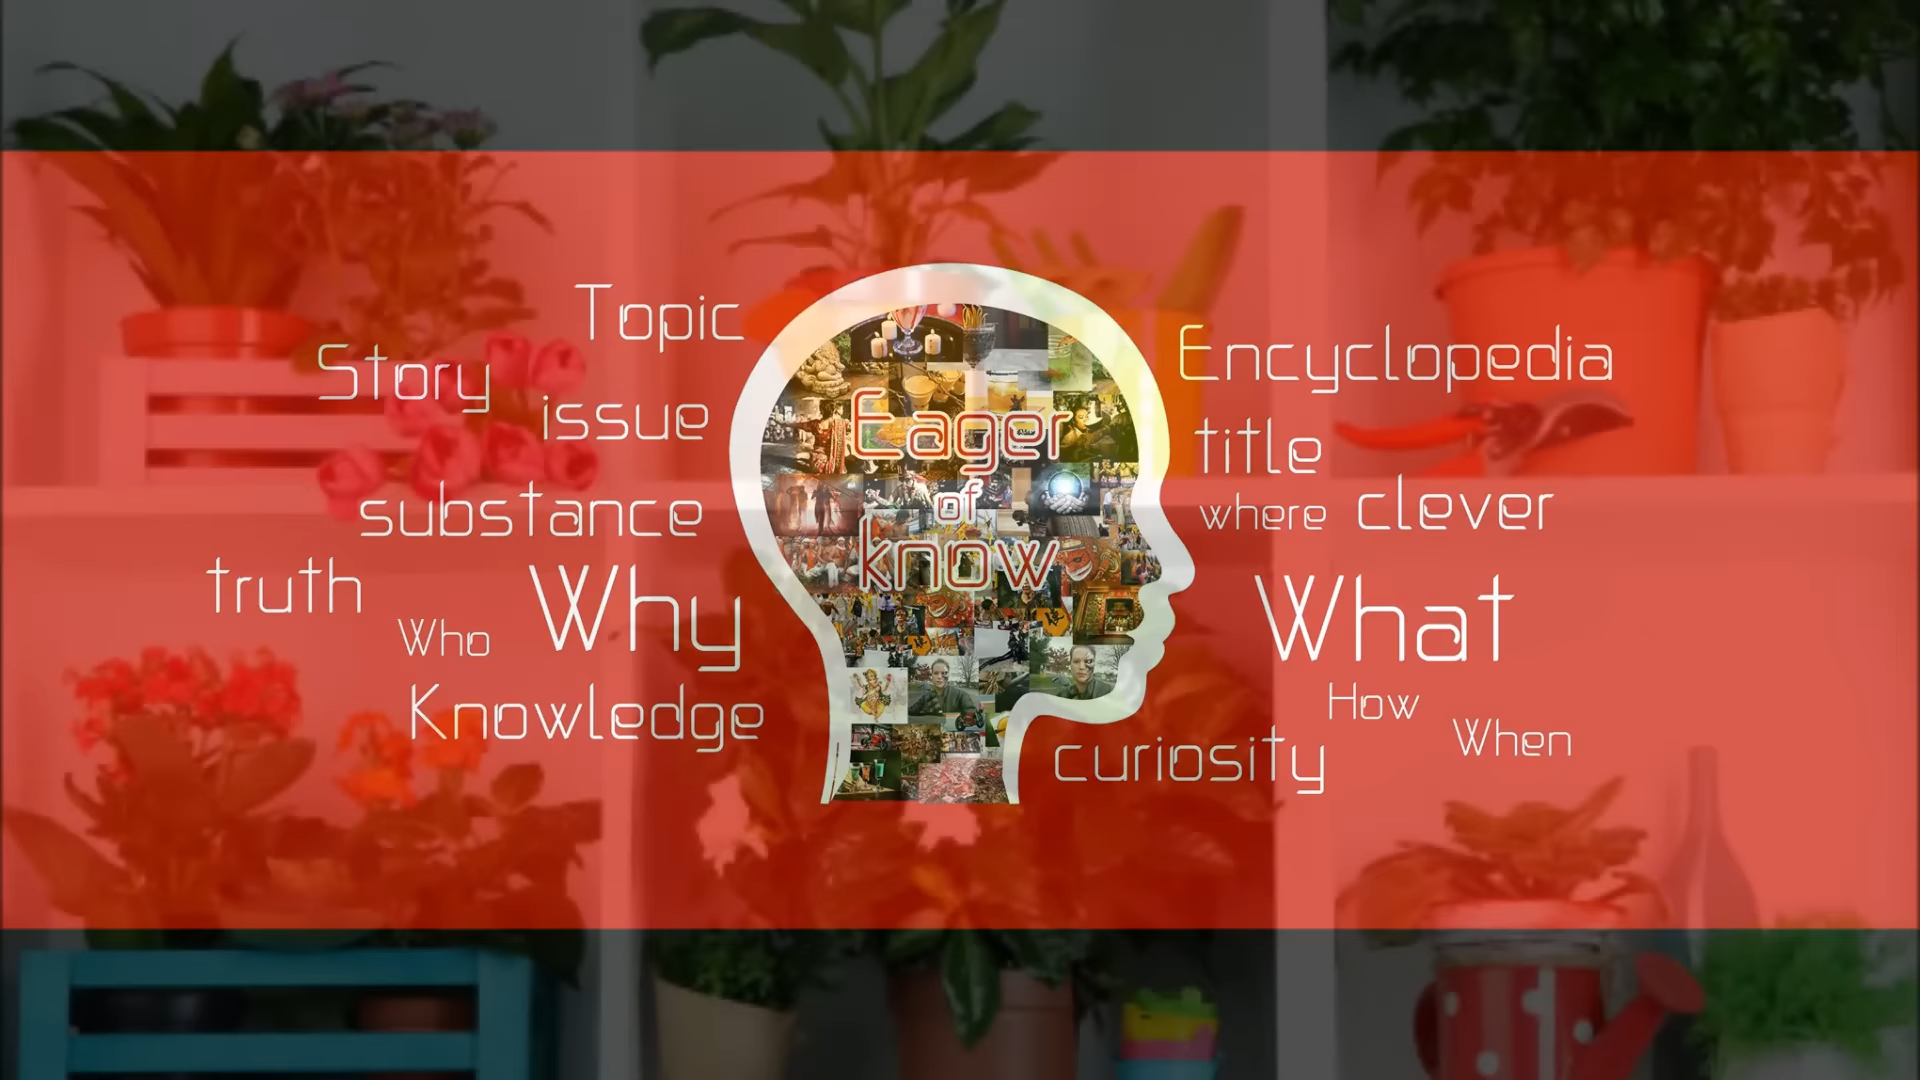 Topic
Story
issue
substance
truth
Who
Why
Knowledge
Eager
of
know
Encyclopedia
title
where
clever
What
How
When
curiosity